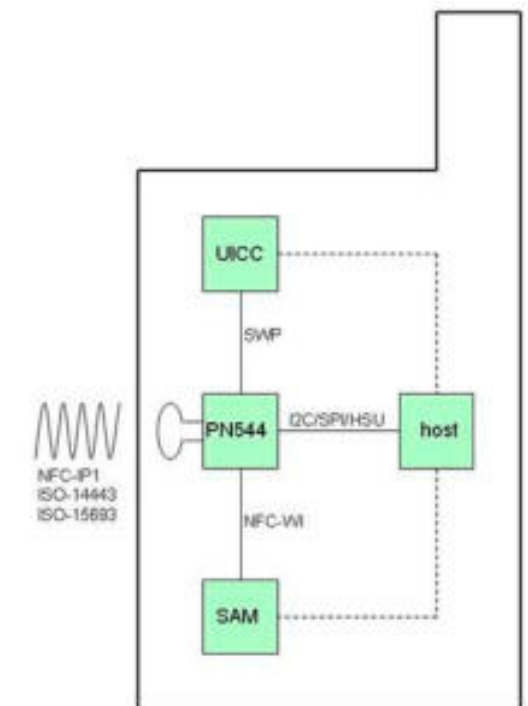 UICC
SWP
PN544
I2C/SPI/HSU
host
NFC-IP1
ISO-14443
ISO-15693
NFC-WI
SAM